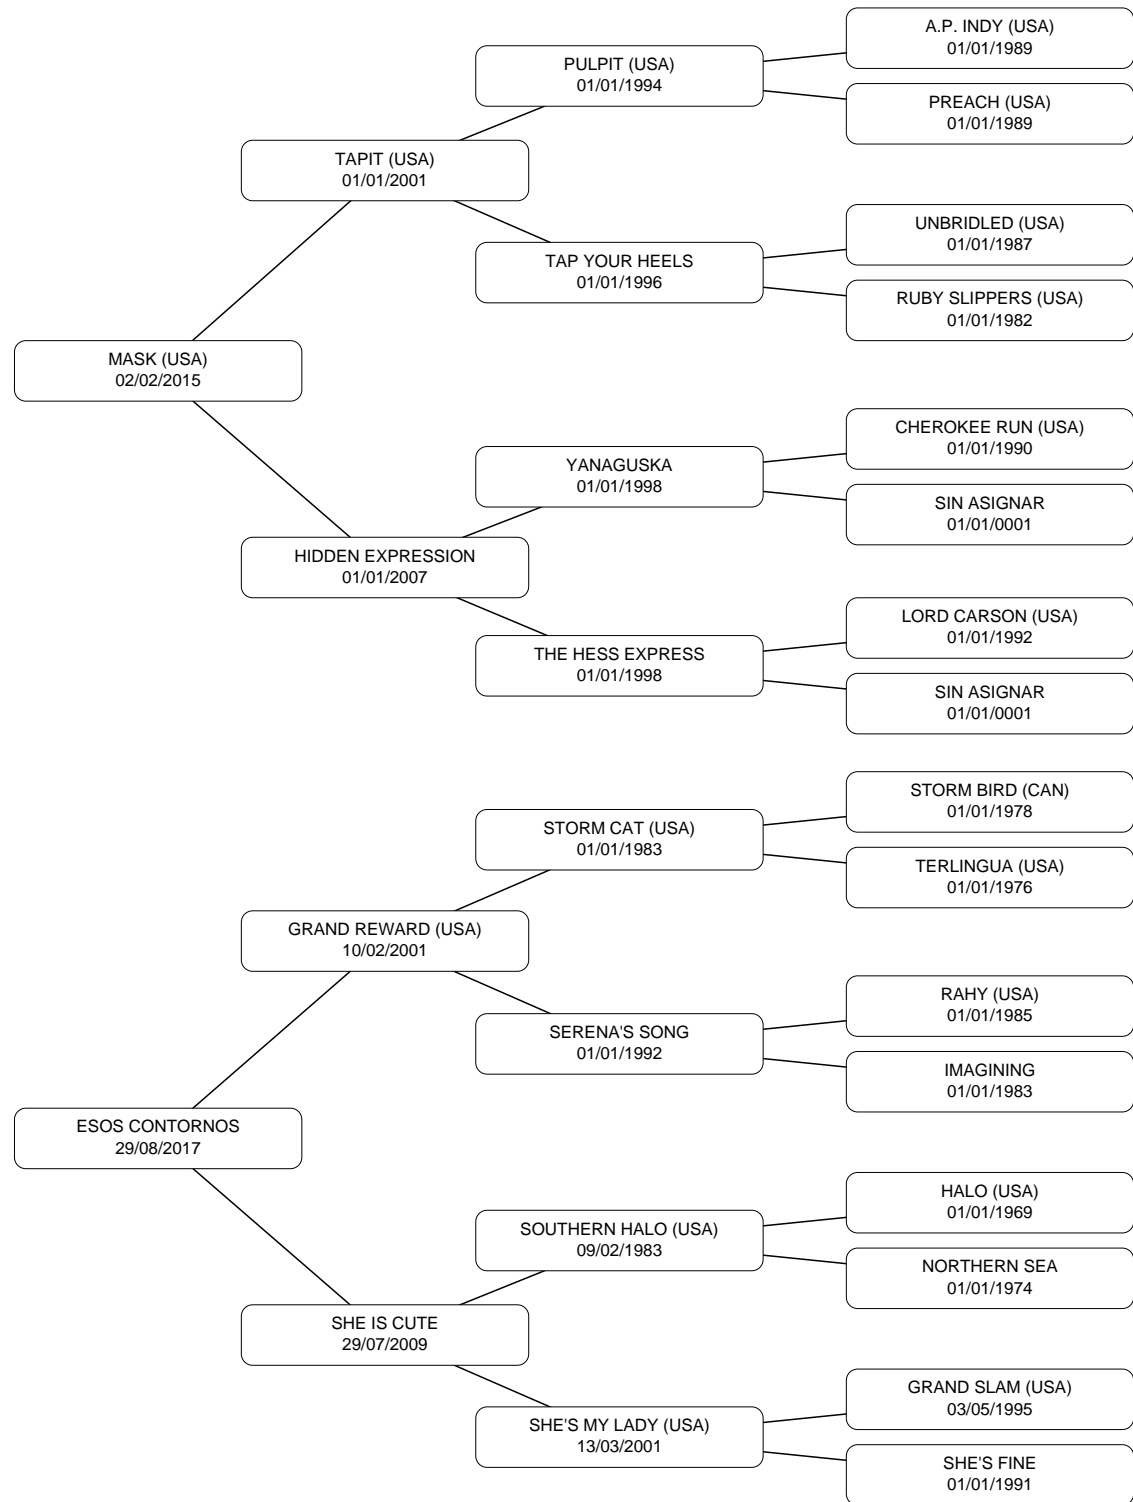 A.P. INDY (USA)
01/01/1989
PULPIT (USA)
01/01/1994
PREACH (USA)
01/01/1989
TAPIT (USA)
01/01/2001
UNBRIDLED (USA)
01/01/1987
TAP YOUR HEELS
01/01/1996
RUBY SLIPPERS (USA)
01/01/1982
MASK (USA)
02/02/2015
CHEROKEE RUN (USA)
01/01/1990
YANAGUSKA
01/01/1998
SIN ASIGNAR
01/01/0001
HIDDEN EXPRESSION
01/01/2007
LORD CARSON (USA)
01/01/1992
THE HESS EXPRESS
01/01/1998
SIN ASIGNAR
01/01/0001
STORM BIRD (CAN)
01/01/1978
STORM CAT (USA)
01/01/1983
TERLINGUA (USA)
01/01/1976
GRAND REWARD (USA)
10/02/2001
RAHY (USA)
01/01/1985
SERENA'S SONG
01/01/1992
IMAGINING
01/01/1983
ESOS CONTORNOS
29/08/2017
HALO (USA)
01/01/1969
SOUTHERN HALO (USA)
09/02/1983
NORTHERN SEA
01/01/1974
SHE IS CUTE
29/07/2009
GRAND SLAM (USA)
03/05/1995
SHE'S MY LADY (USA)
13/03/2001
SHE'S FINE
01/01/1991